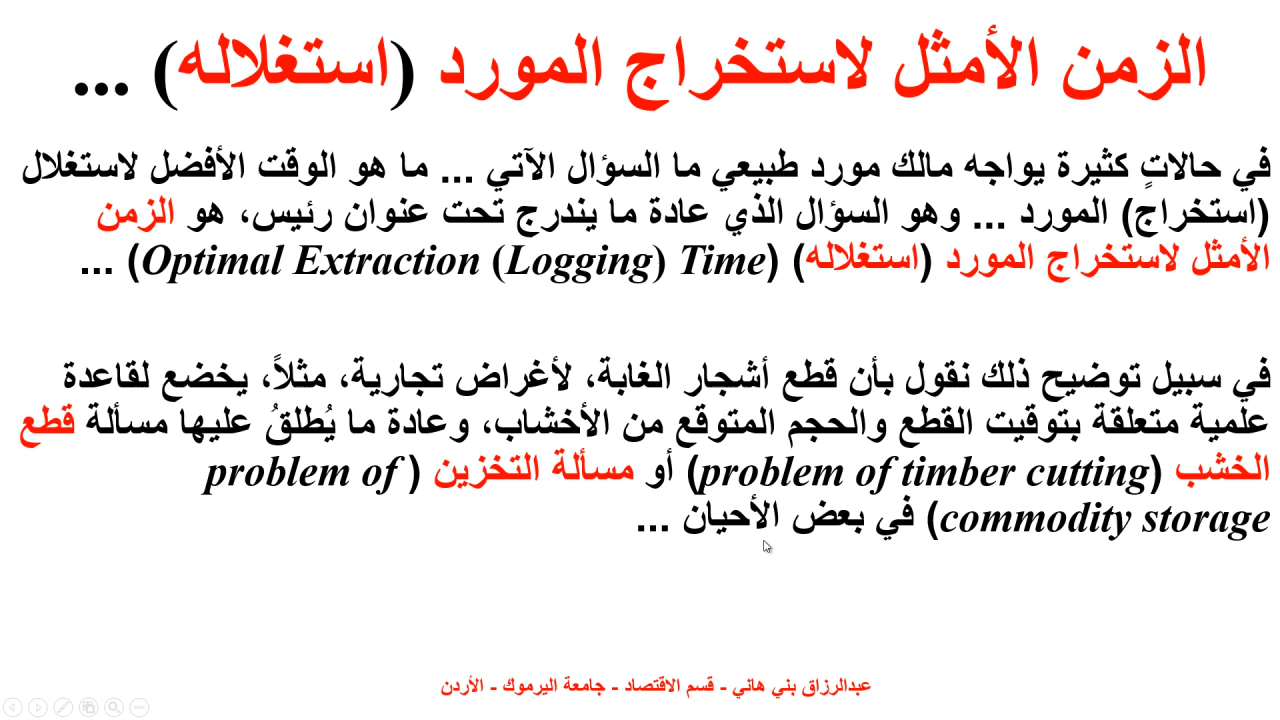 الزمن الأمثل لاستخراج المورد (استغلاله) ...
في حالاتٍ كثيرة يواجه مالك مورد طبيعي ما السؤال الآتي ... ما هو الوقت الأفضل لاستغلال
(استخراج) المورد ... وهو السؤال الذي عادة ما يندرج تحت عنوان رئيس، هو الزمن
الأمثل لاستخراج المورد (استغلاله) (Optimal Extraction (Logging) Time) ...
في سبيل توضيح ذلك نقول بأن قطع أشجار الغابة، لأغراض تجارية، مثلاً، يخضع لقاعدة
علمية متعلقة بتوقيت القطع والحجم المتوقع من الأخشاب، وعادة ما يُطلقُ عليها مسألة قطع
الخشب (problem of timber cutting) أو مسألة التخزين (problem of
commodity storage) في بعض الأحيان ...
عبدالرزاق بني هاني - قسم الاقتصاد - جامعة اليرموك - الأردن